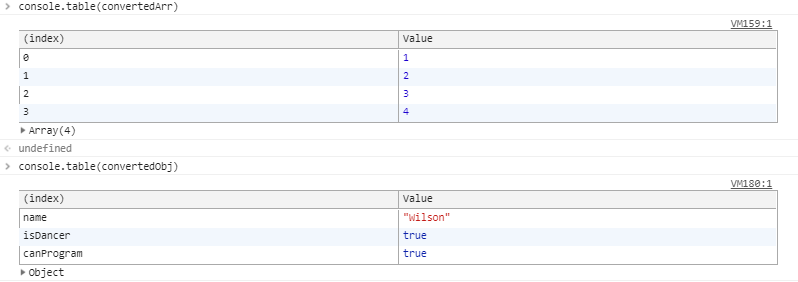 > console.table(convertedArr)
VM159:1
(index) Value
0 1
1 2
2 3
3 4
▶ Array(4)
< undefined
> console.table(convertedObj)
VM180:1
(index) Value
name "Wilson"
isDancer true
canProgram true
▶ Object